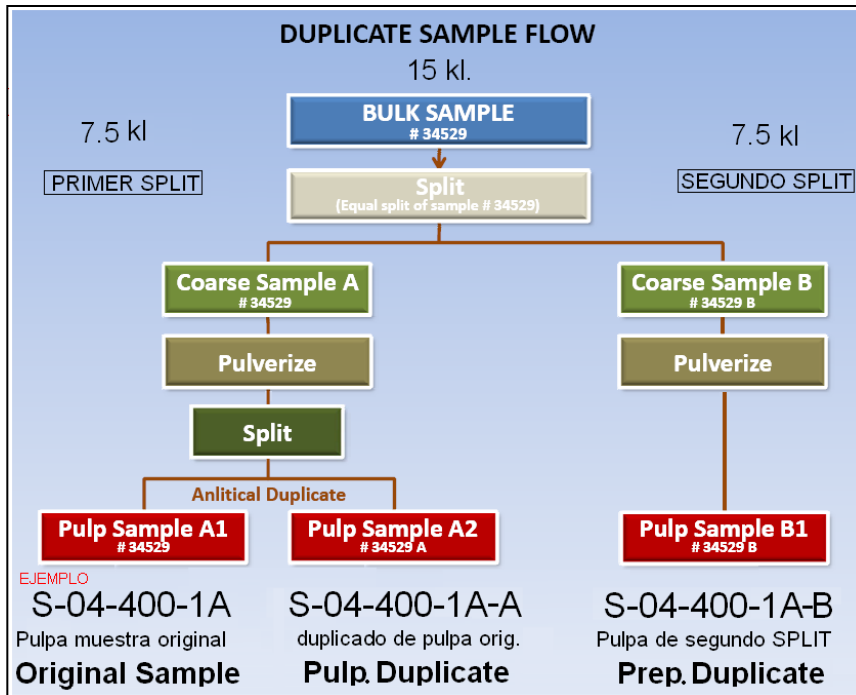 DUPLICATE SAMPLE FLOW
15 kl.
BULK SAMPLE
# 34529
7.5 kl
7.5 kl
PRIMER SPLIT
Split
(Equal split of sample # 34529)
SEGUNDO SPLIT
Coarse Sample A
# 34529
Coarse Sample B
# 34529 B
Pulverize
Pulverize
Split
Anlitical Duplicate
Pulp Sample A1
# 34529
Pulp Sample A2
# 34529 A
Pulp Sample B1
# 34529 B
EJEMPLO
S-04-400-1A
S-04-400-1A-A
S-04-400-1A-B
Pulpa muestra original
duplicado de pulpa orig.
Pulpa de segundo SPLIT
Original Sample
Pulp. Duplicate
Prep. Duplicate